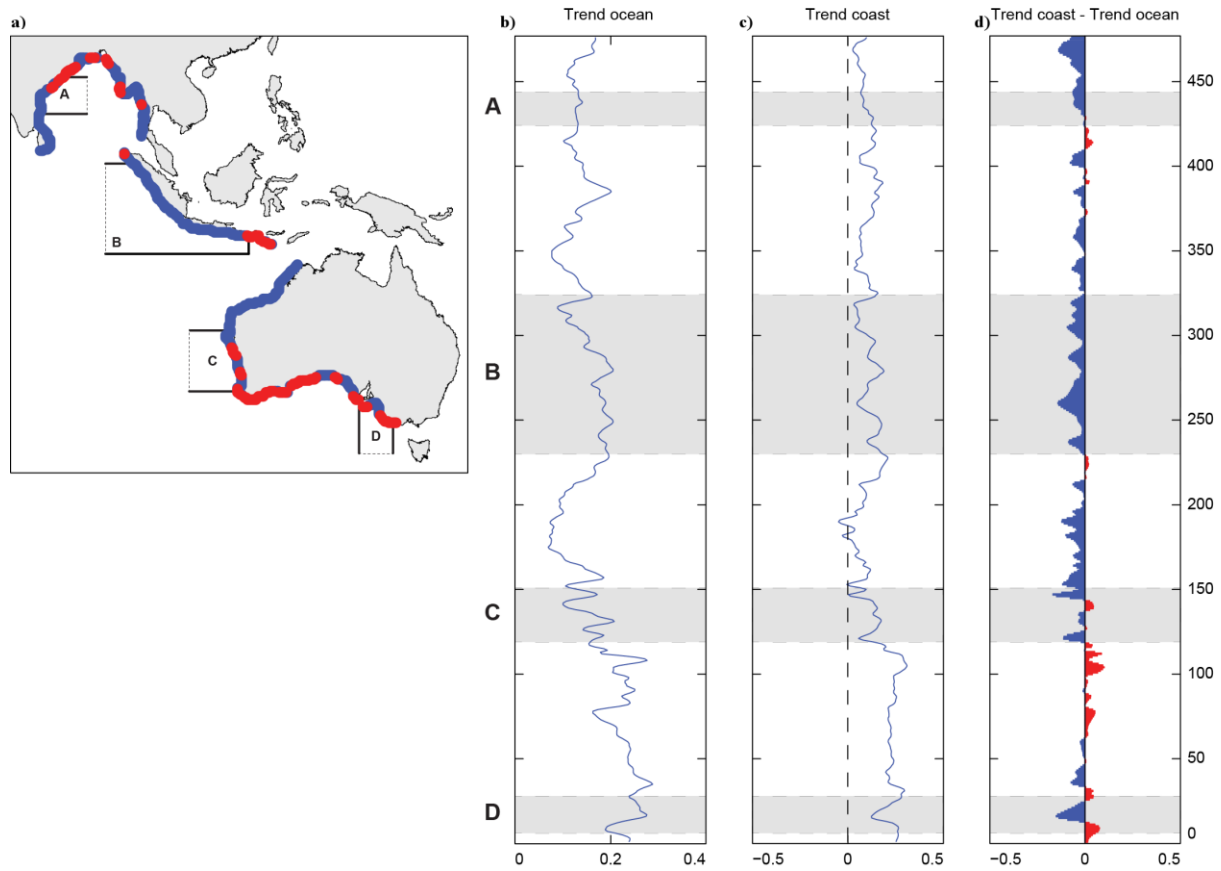 a)
b)
Trend ocean
c)
Trend coast
d)
Trend coast - Trend ocean
A
B
C
D
A
B
C
D
450
400
350
300
250
200
150
100
50
0
0
0.2
0.4
−0.5
0
0.5
−0.5
0
0.5